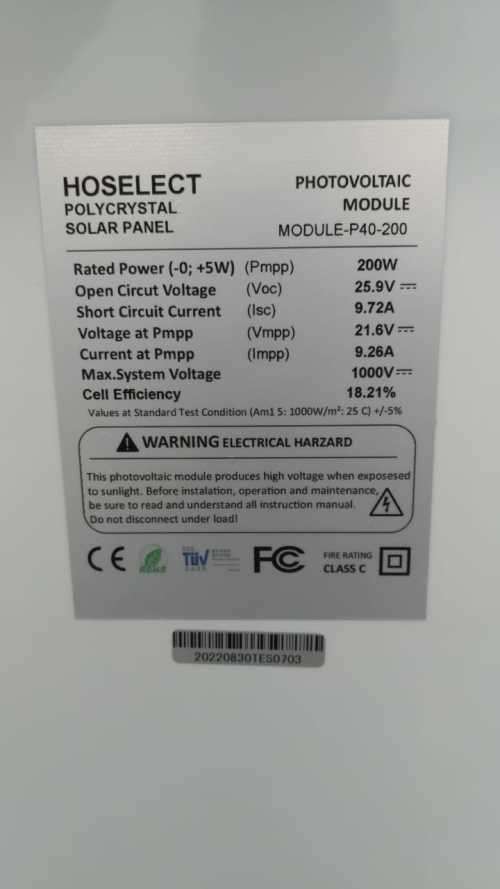 HOSELECT
POLYCRYSTAL
SOLAR PANEL
PHOTOVOLTAIC
MODULE
MODULE-P40-200
Rated Power (-0; +5W) (Pmpp) 200W
Open Circut Voltage (Voc) 25.9V
Short Circuit Current (Isc) 9.72A
Voltage at Pmpp (Vmpp) 21.6V
Current at Pmpp (Impp) 9.26A
Max.System Voltage 1000V
Cell Efficiency 18.21%
Values at Standard Test Condition (Am1 5: 1000W/m²: 25 C) +/-5%
WARNING ELECTRICAL HARZARD
This photovoltaic module produces high voltage when exposesed
to sunlight. Before instalation, operation and maintenance,
be sure to read and understand all instruction manual.
Do not disconnect under load!
CE RoHS TÜV FC FIRE RATING
CLASS C
20220830TES0703